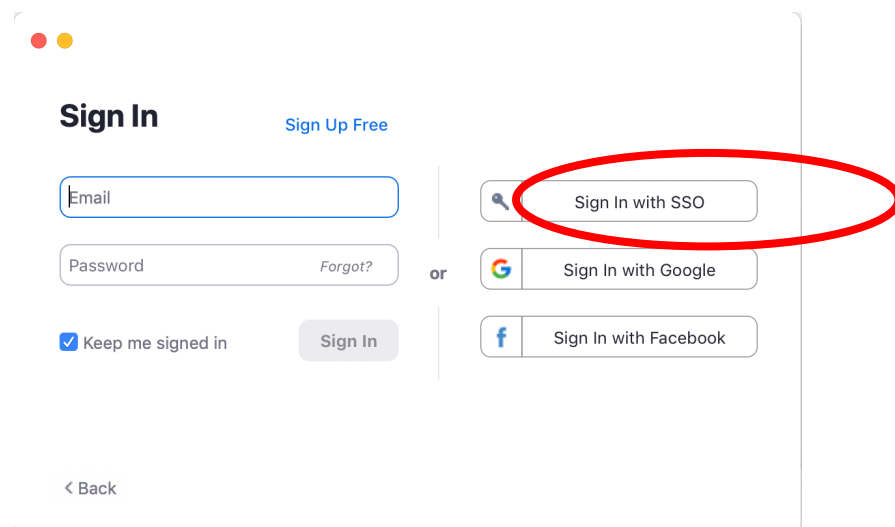 Sign In
Sign Up Free
Email
Password
Forgot?
Keep me signed in
Sign In
or
Sign In with SSO
Sign In with Google
Sign In with Facebook
Back